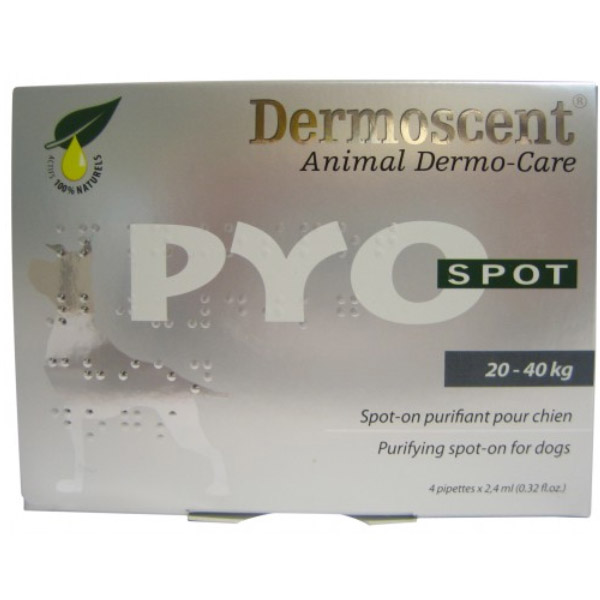 Dermoscent®
Animal Dermo-Care
ACTIFS 100% NATURELS
PYO
SPOT
20 - 40 kg
Spot-on purifiant pour chien
Purifying spot-on for dogs
4 pipettes x 2,4 ml (0.32 fl.oz.)